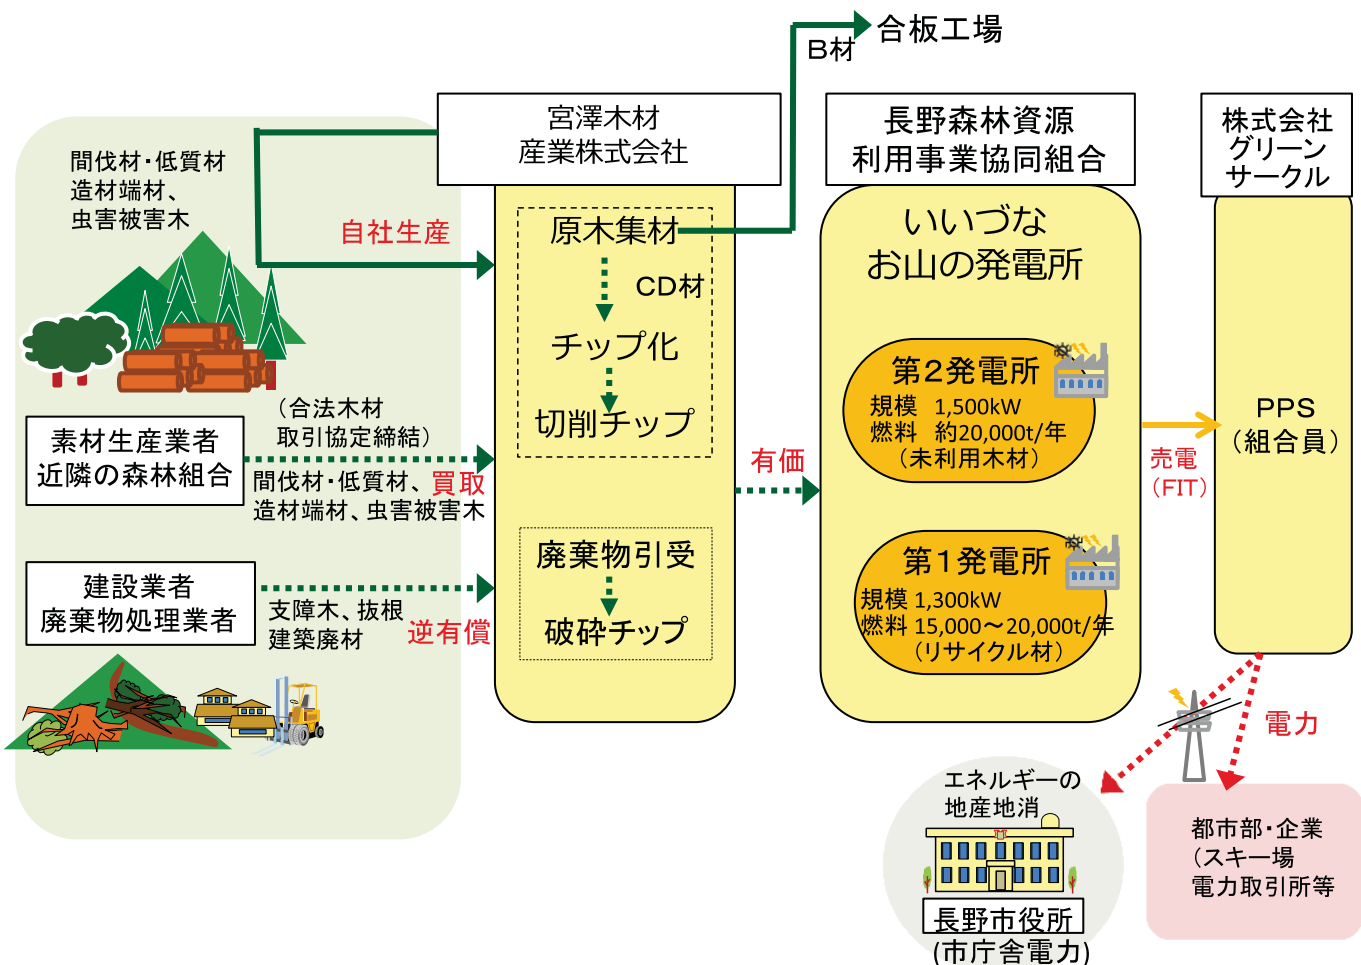 B材
合板工場
宮澤木材
産業株式会社
長野森林資源
利用事業協同組合
株式会社
グリーン
サークル
間伐材・低質材
造材端材、
虫害被害木
自社生産
原木集材
CD材
チップ化
切削チップ
いいづな
お山の発電所
第2発電所
規模 1,500kW
燃料 約20,000t/年
(未利用木材)
PPS
(組合員)
素材生産業者
近隣の森林組合
(合法木材
取引協定締結)
買取
間伐材・低質材、
造材端材、虫害被害木
有価
売電
(FIT)
建設業者
廃棄物処理業者
支障木、抜根
建築廃材
逆有償
廃棄物引受
破砕チップ
第1発電所
規模 1,300kW
燃料 15,000～20,000t/年
(リサイクル材)
電力
エネルギーの
地産地消
長野市役所
(市庁舎電力)
都市部・企業
(スキー場
電力取引所等